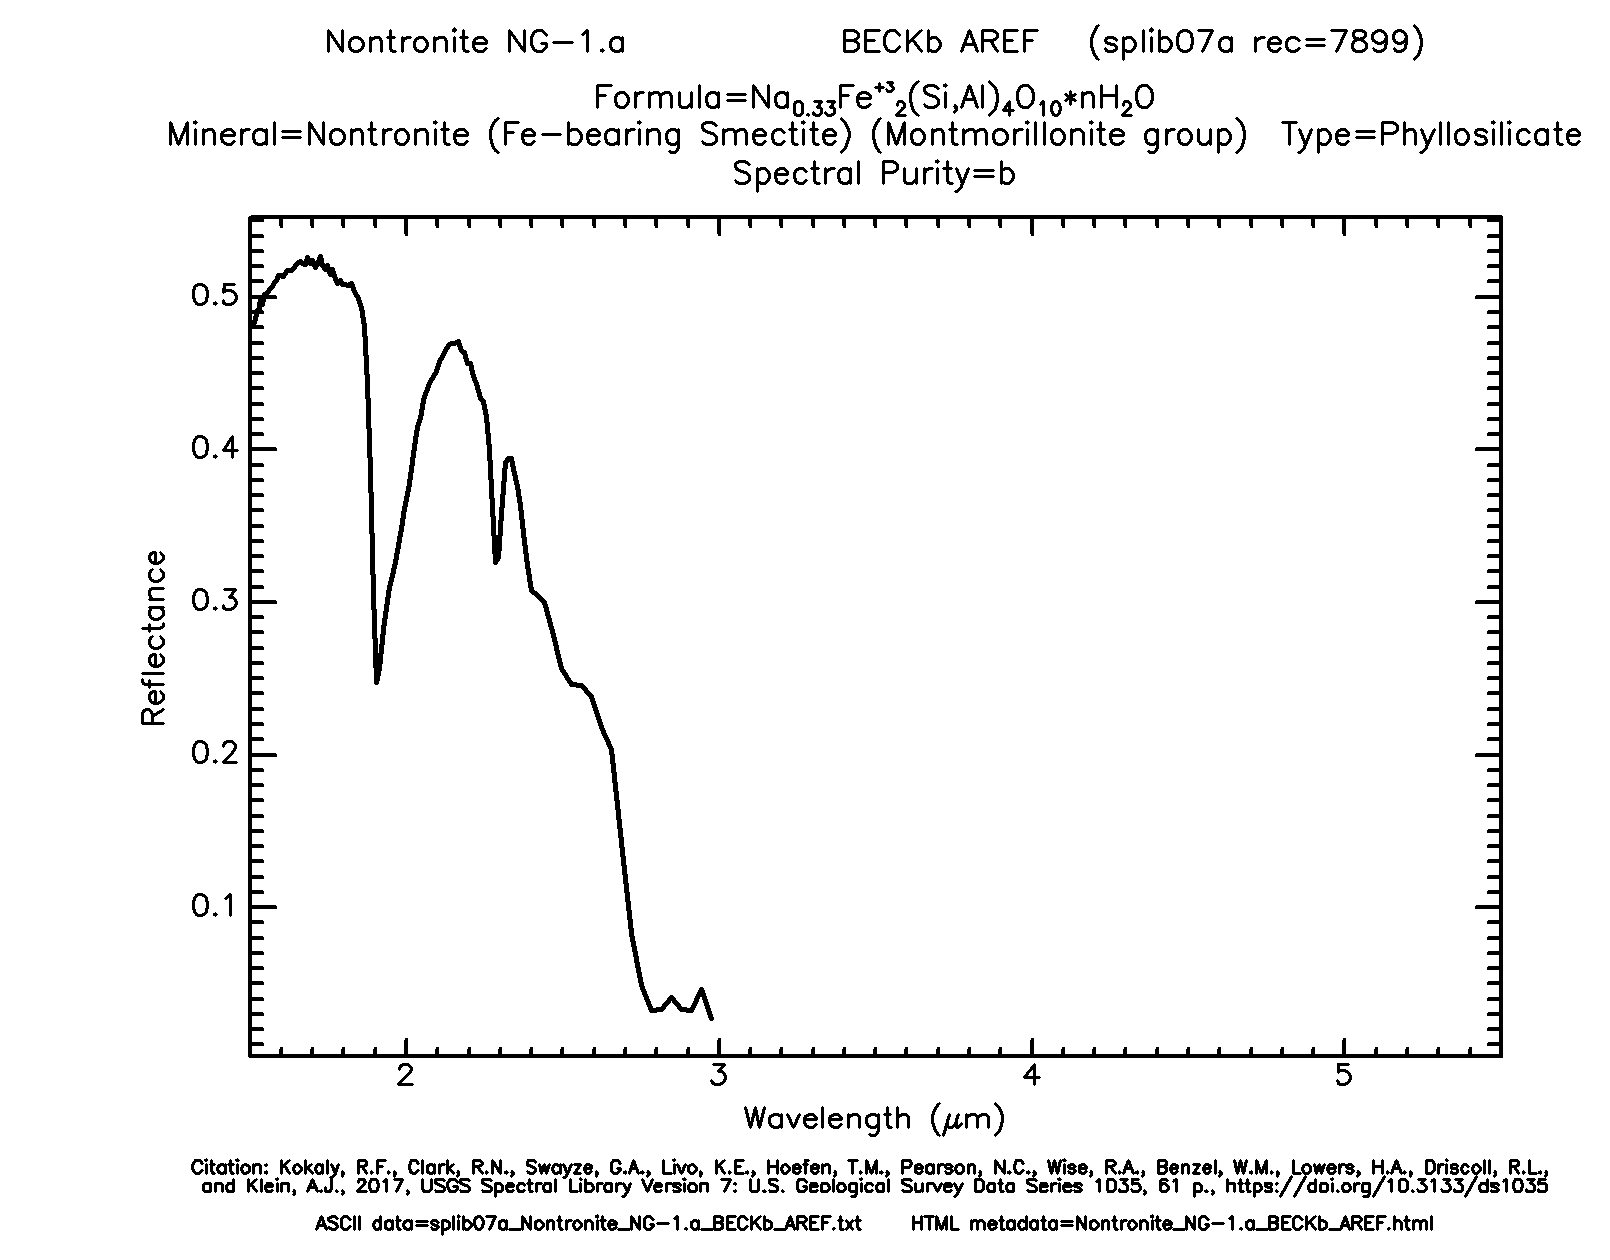 Nontronite NG-1.a BECKb AREF (splib07a rec=7899)
Formula=Na0.33Fe+32(Si,Al)4O10*nH2O
Mineral=Nontronite (Fe-bearing Smectite) (Montmorillonite group) Type=Phyllosilicate
Spectral Purity=b
0.5
0.4
0.3
0.2
0.1
Reflectance
2 3 4 5
Wavelength (μm)
Citation: Kokaly, R.F., Clark, R.N., Swayze, G.A., Livo, K.E., Hoefen, T.M., Pearson, N.C., Wise, R.A., Benzel, W.M., Lowers, H.A., Driscoll, R.L.,
and Klein, A.J., 2017, USGS Spectral Library Version 7: U.S. Geological Survey Data Series 1035, 61 p., https://doi.org/10.3133/ds1035
ASCII data=splib07a_Nontronite_NG-1.a_BECKb_AREF.txt HTML metadata=Nontronite_NG-1.a_BECKb_AREF.html